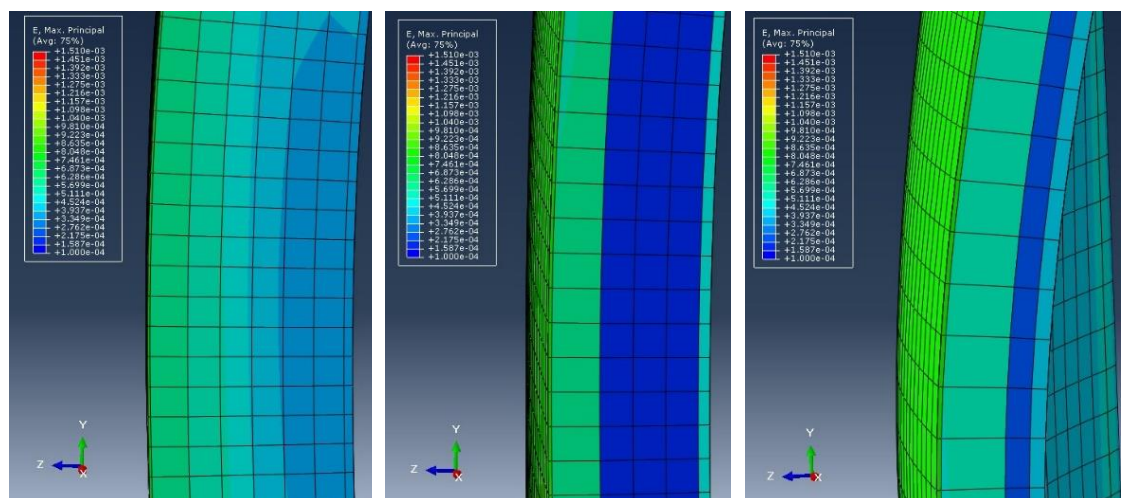 E, Max. Principal
(Avg: 75%)
+1.510e-03
+1.451e-03
+1.392e-03
+1.333e-03
+1.275e-03
+1.216e-03
+1.157e-03
+1.098e-03
+1.040e-03
+9.810e-04
+9.223e-04
+8.635e-04
+8.048e-04
+7.461e-04
+6.873e-04
+6.286e-04
+5.699e-04
+5.111e-04
+4.524e-04
+3.937e-04
+3.349e-04
+2.762e-04
+2.175e-04
+1.587e-04
+1.000e-04
Y
Z
X
E, Max. Principal
(Avg: 75%)
+1.510e-03
+1.451e-03
+1.392e-03
+1.333e-03
+1.275e-03
+1.216e-03
+1.157e-03
+1.098e-03
+1.040e-03
+9.810e-04
+9.223e-04
+8.635e-04
+8.048e-04
+7.461e-04
+6.873e-04
+6.286e-04
+5.699e-04
+5.111e-04
+4.524e-04
+3.937e-04
+3.349e-04
+2.762e-04
+2.175e-04
+1.587e-04
+1.000e-04
Y
Z
X
E, Max. Principal
(Avg: 75%)
+1.510e-03
+1.451e-03
+1.392e-03
+1.333e-03
+1.275e-03
+1.216e-03
+1.157e-03
+1.098e-03
+1.040e-03
+9.810e-04
+9.223e-04
+8.635e-04
+8.048e-04
+7.461e-04
+6.873e-04
+6.286e-04
+5.699e-04
+5.111e-04
+4.524e-04
+3.937e-04
+3.349e-04
+2.762e-04
+2.175e-04
+1.587e-04
+1.000e-04
Y
Z
X